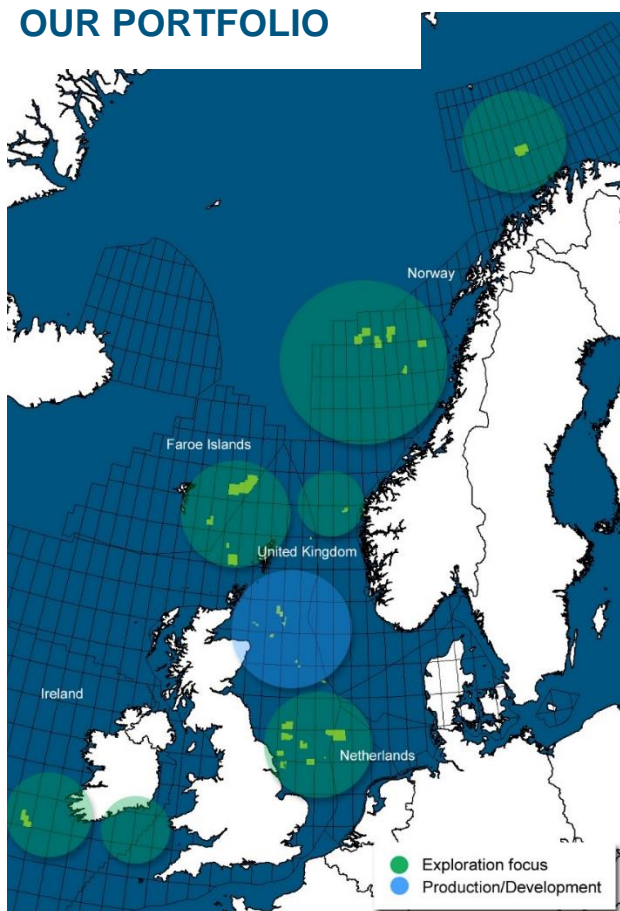 OUR PORTFOLIO
Norway
Faroe Islands
United Kingdom
Ireland
Netherlands
Exploration focus
Production/Development